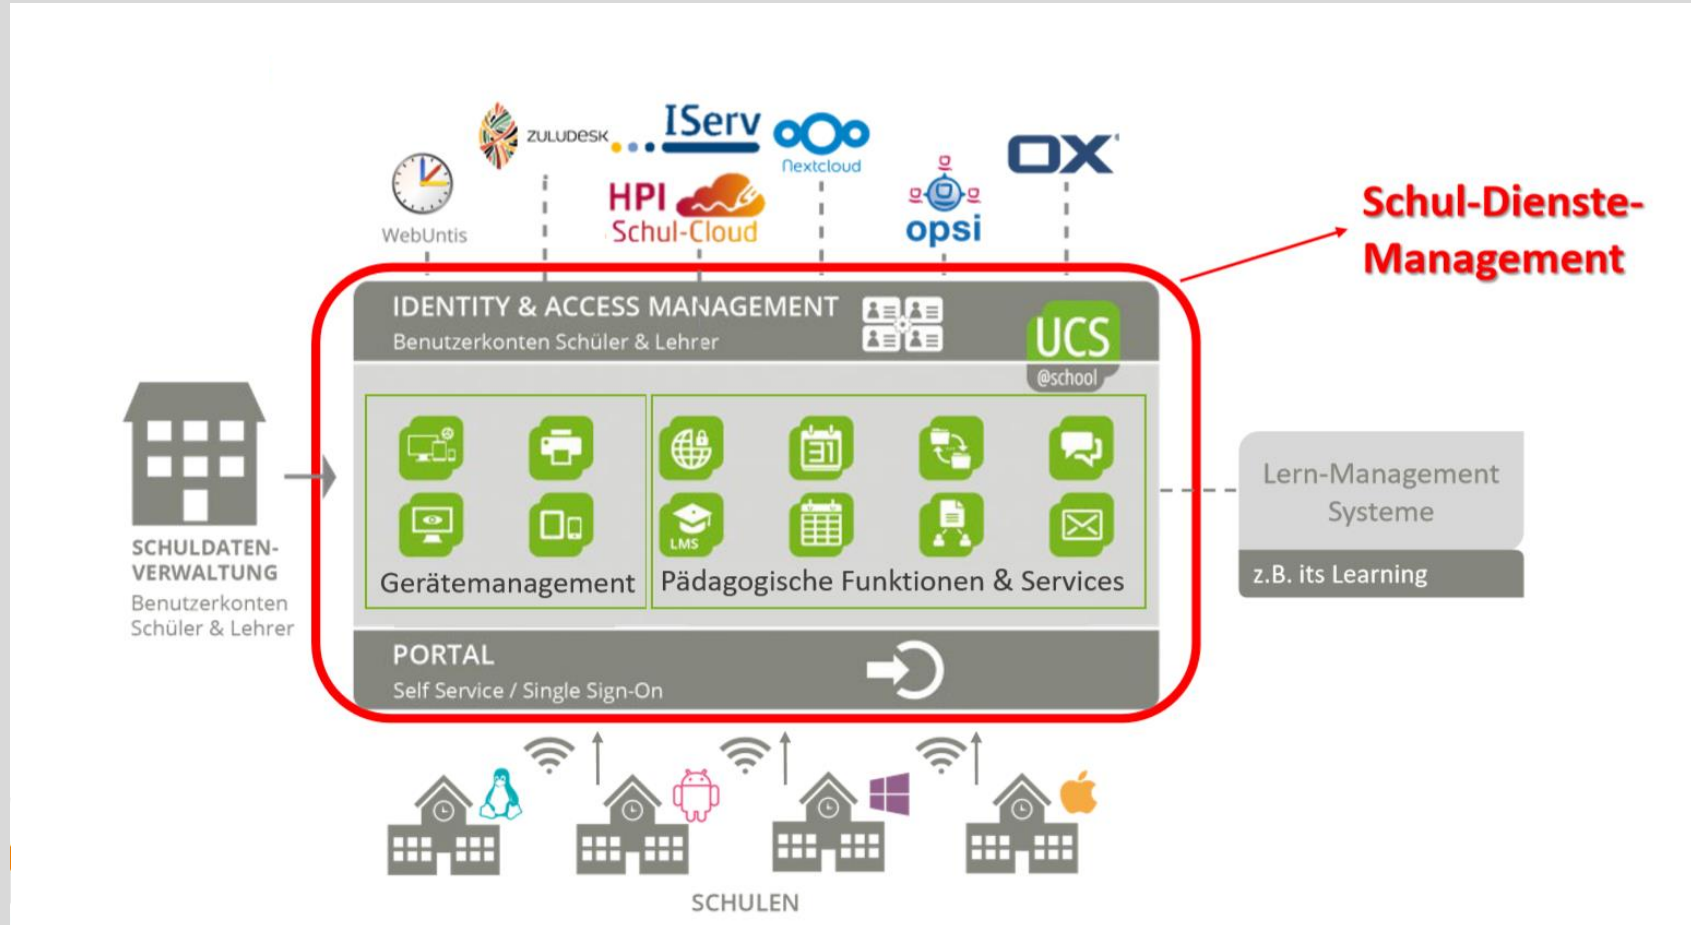 ZULUDESK
IServ
Nextcloud
OX
WebUntis
HPI
Schul-Cloud
opsi
Schul-Dienste-
Management
IDENTITY & ACCESS MANAGEMENT
Benutzerkonten Schüler & Lehrer
UCS
@school
31
LMS
Gerätemanagement
Pädagogische Funktionen & Services
SCHULDATEN-
VERWALTUNG
Benutzerkonten
Schüler & Lehrer
Lern-Management
Systeme
z.B. its Learning
PORTAL
Self Service / Single Sign-On
SCHULEN